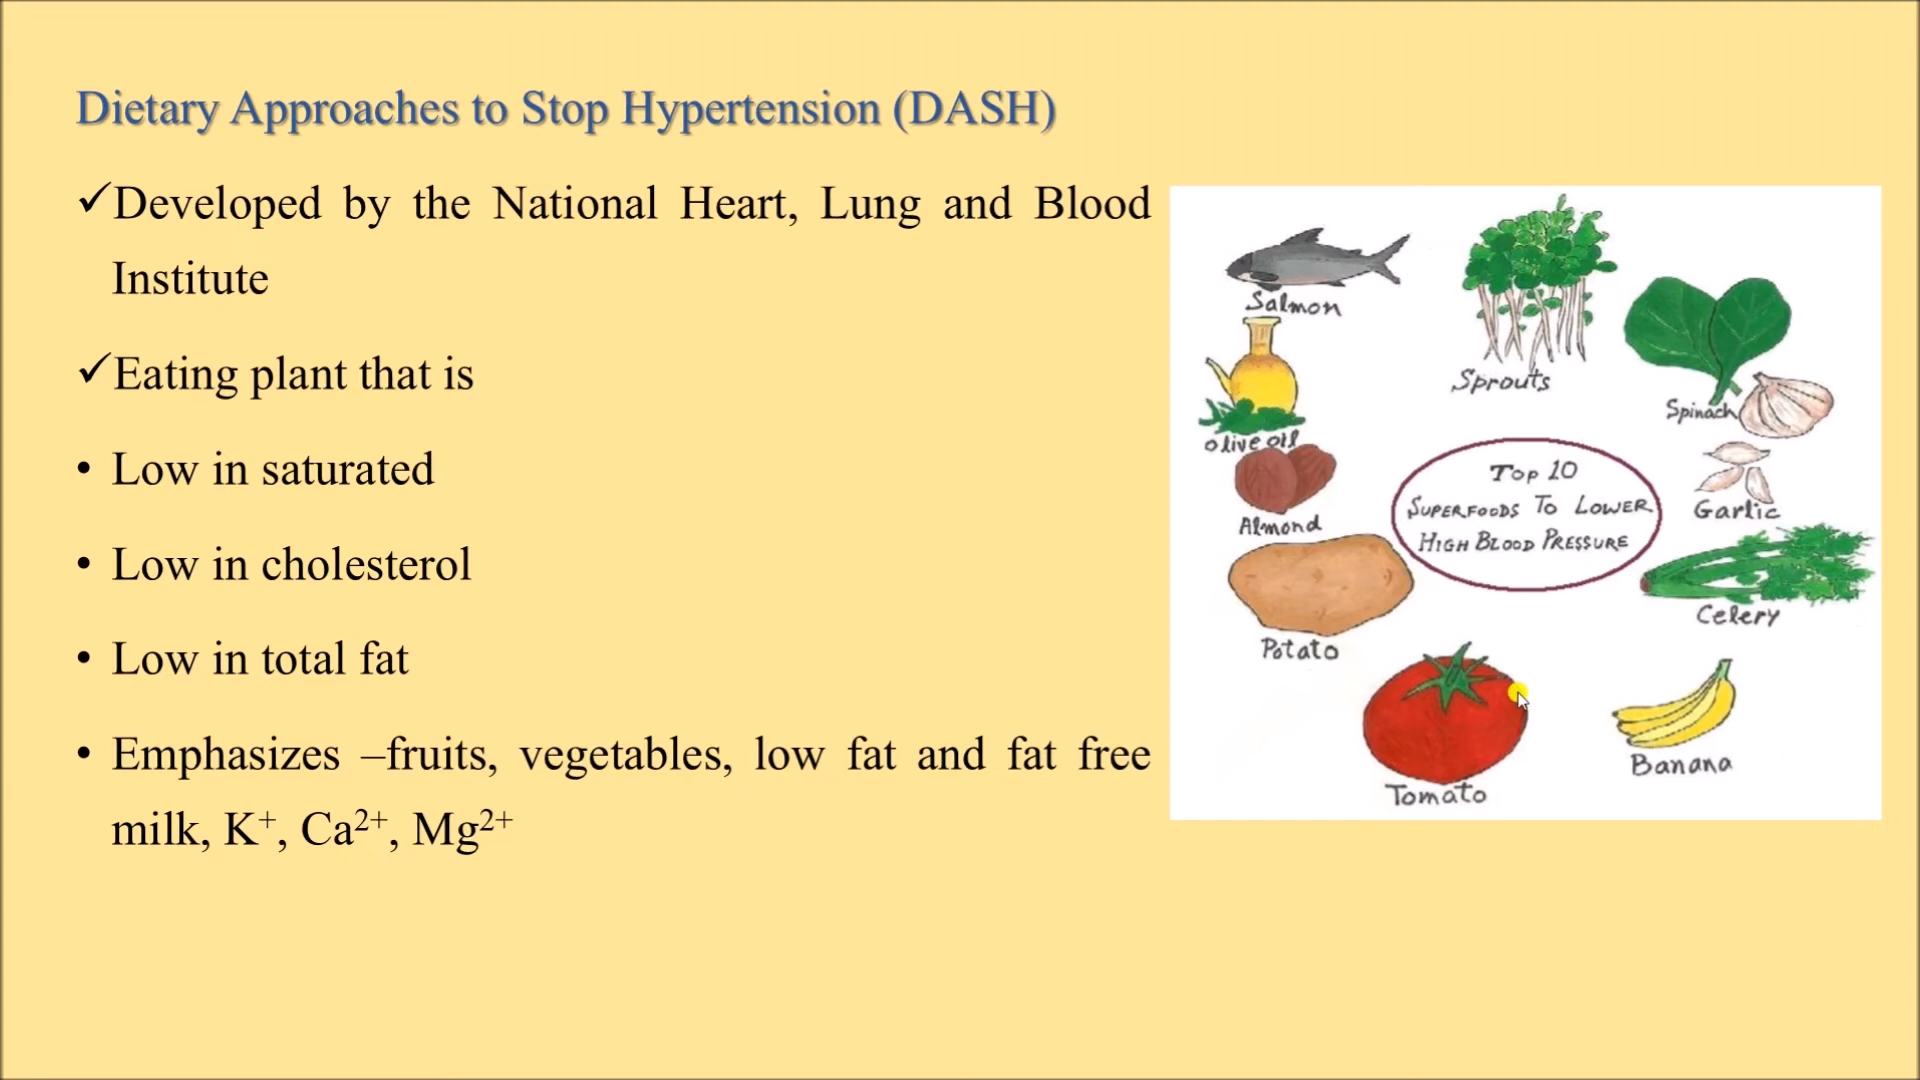 Dietary Approaches to Stop Hypertension (DASH)
✓Developed by the National Heart, Lung and Blood
Institute
✓Eating plant that is
• Low in saturated
• Low in cholesterol
• Low in total fat
• Emphasizes –fruits, vegetables, low fat and fat free
milk, K⁺, Ca²⁺, Mg²⁺
Salmon
Sprouts
Spinach
olive oil
Almond
Top 10
Superfoods To Lower
High Blood Pressure
Garlic
Celery
Potato
Tomato
Banana